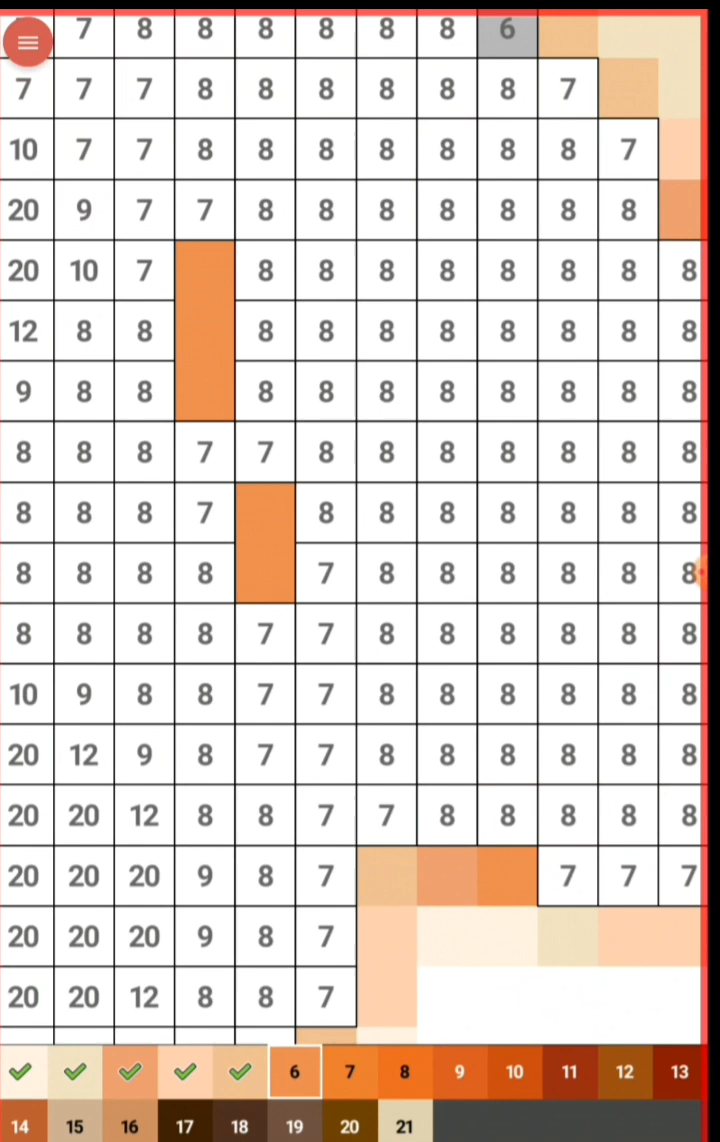 7 8 8 8 8 8 8 6
7 7 7 8 8 8 8 8 8 7
10 7 7 8 8 8 8 8 8 8 7
20 9 7 7 8 8 8 8 8 8 8
20 10 7 8 8 8 8 8 8 8 8
12 8 8 8 8 8 8 8 8 8 8
9 8 8 8 8 8 8 8 8 8 8
8 8 8 7 7 8 8 8 8 8 8 8
8 8 8 7 8 8 8 8 8 8 8
8 8 8 8 7 8 8 8 8 8 8
8 8 8 8 7 7 8 8 8 8 8 8
10 9 8 8 7 7 8 8 8 8 8 8
20 12 9 8 7 7 8 8 8 8 8 8
20 20 12 8 8 7 7 8 8 8 8 8
20 20 20 9 8 7 7 7 7
20 20 20 9 8 7
20 20 12 8 8 7
6 7 8 9 10 11 12 13
14 15 16 17 18 19 20 21